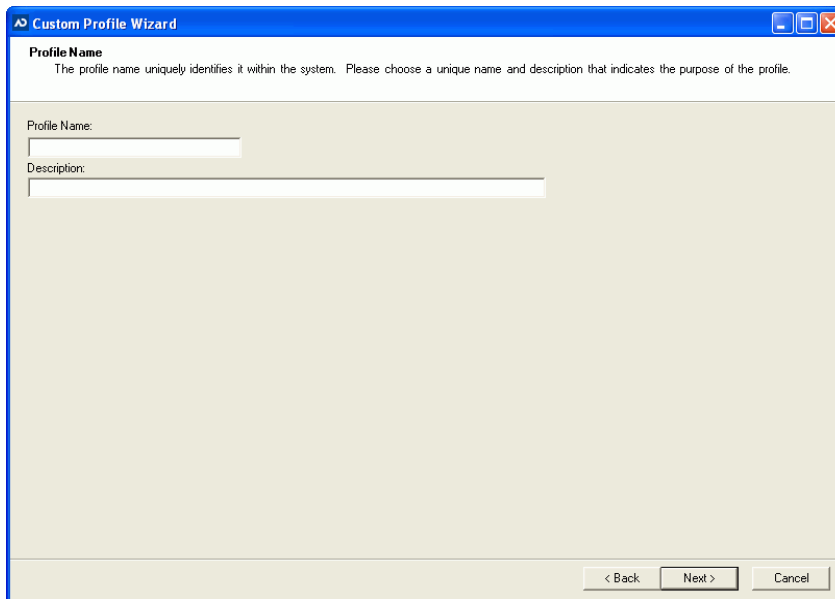 Custom Profile Wizard
Profile Name
The profile name uniquely identifies it within the system. Please choose a unique name and description that indicates the purpose of the profile.
Profile Name:
Description:
< Back Next > Cancel